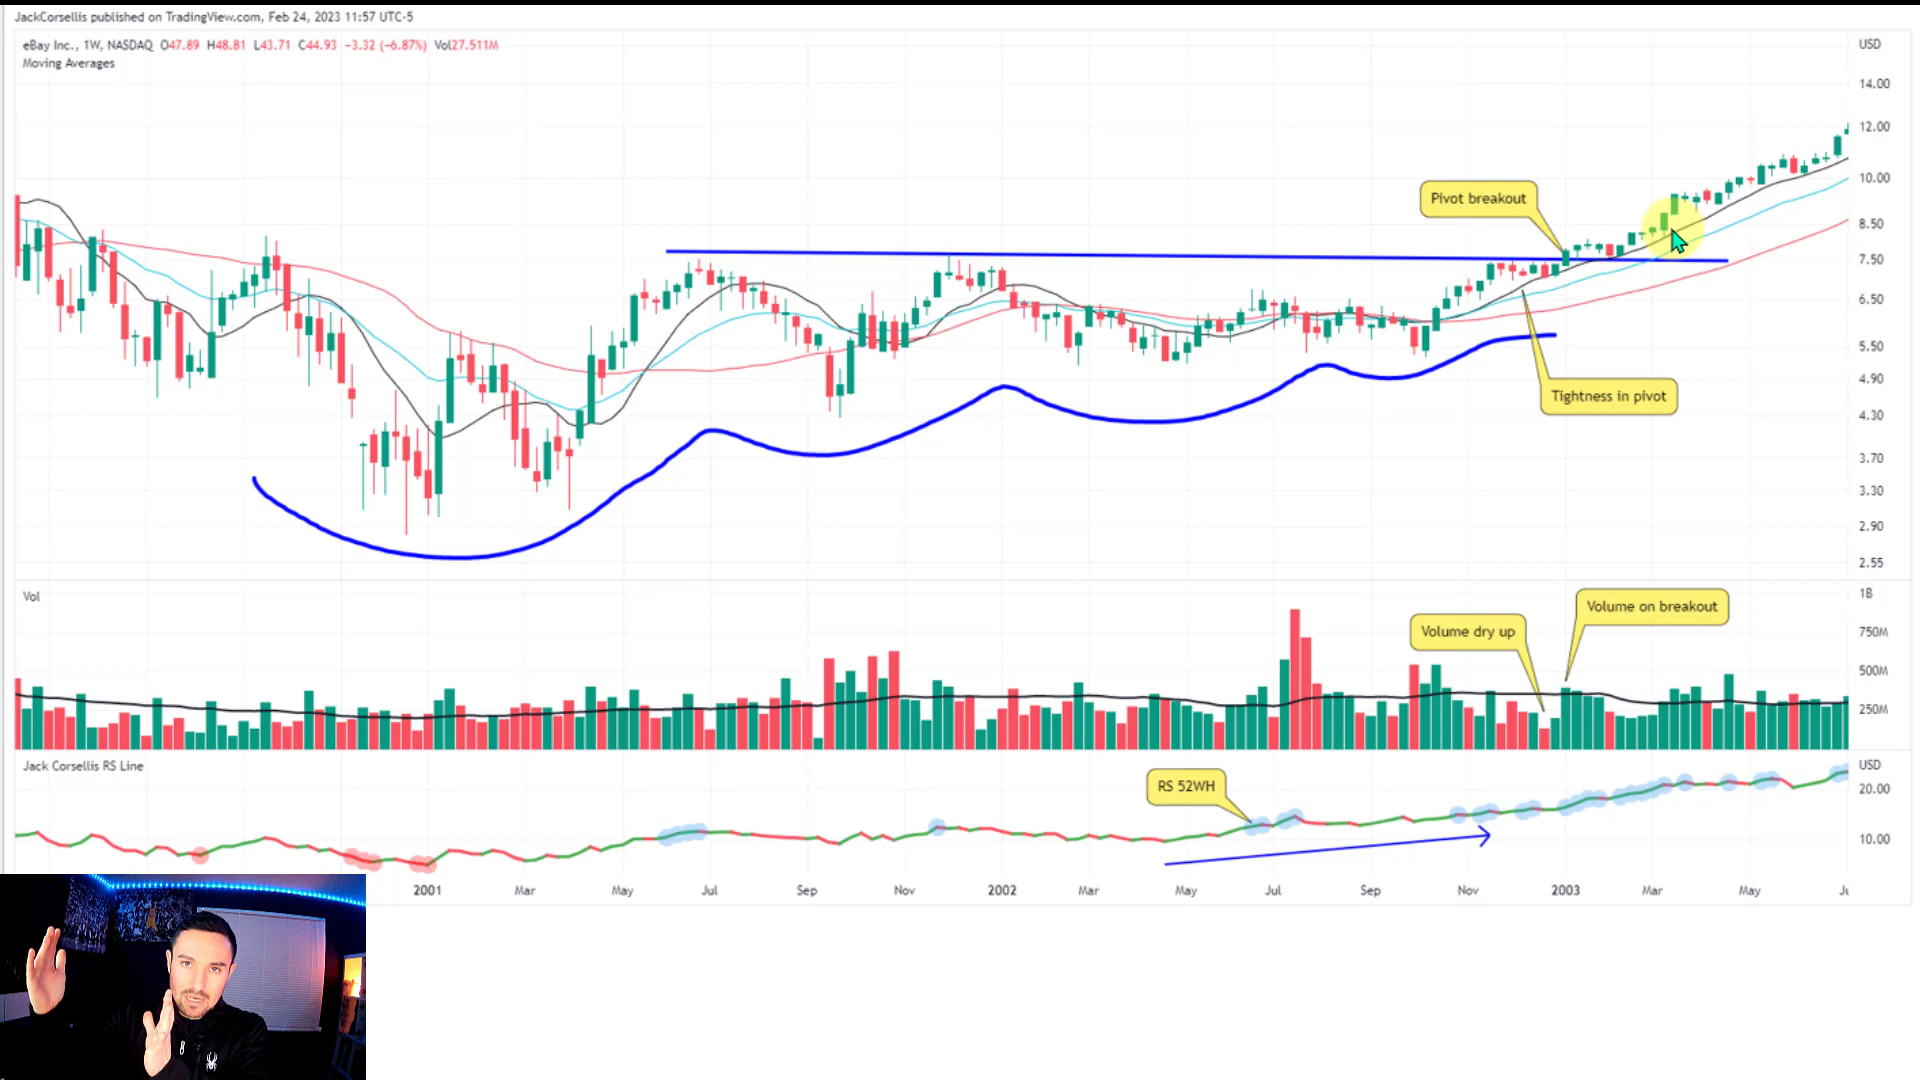 JackCorsellis published on TradingView.com, Feb 24, 2023 11:57 UTC-5
eBay Inc., 1W, NASDAQ O47.89 H48.81 L43.71 C44.93 −3.32 (−6.87%) Vol27.511M
Moving Averages
USD
14.00
12.00
10.00
8.50
7.50
6.50
5.50
4.90
4.30
3.70
3.30
2.90
2.55
Pivot breakout
Tightness in pivot
Vol
1B
750M
500M
250M
Volume dry up
Volume on breakout
Jack Corsellis RS Line
USD
20.00
10.00
RS 52WH
2001 Mar May Jul Sep Nov 2002 Mar May Jul Sep Nov 2003 Mar May Ju